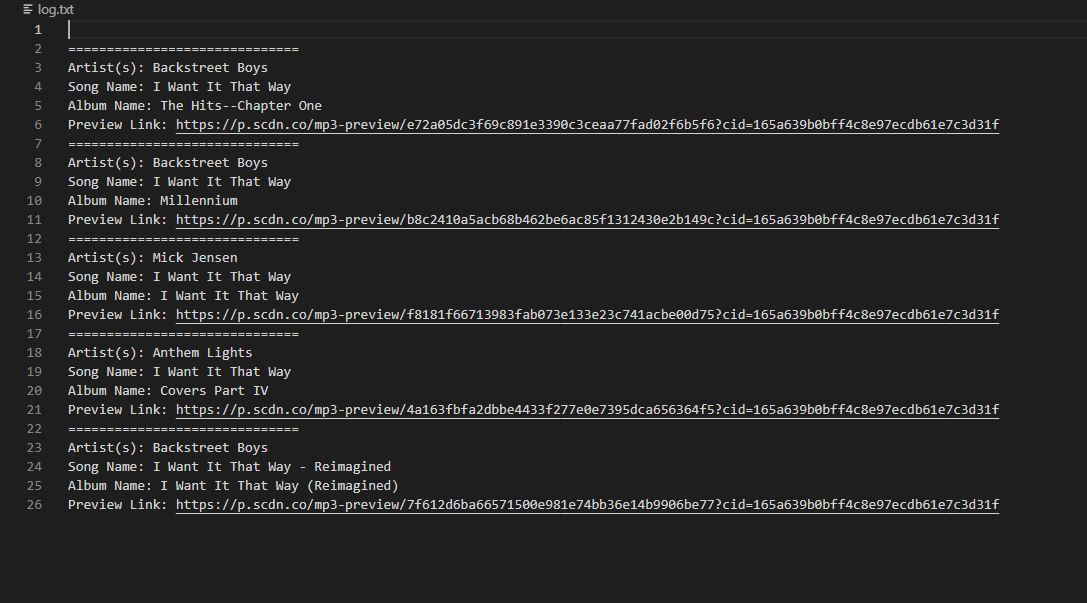 log.txt
1
2 ==============================
3 Artist(s): Backstreet Boys
4 Song Name: I Want It That Way
5 Album Name: The Hits--Chapter One
6 Preview Link: https://p.scdn.co/mp3-preview/e72a05dc3f69c891e3390c3ceaa77fad02f6b5f6?cid=165a639b0bff4c8e97ecdb61e7c3d31f
7 ==============================
8 Artist(s): Backstreet Boys
9 Song Name: I Want It That Way
10 Album Name: Millennium
11 Preview Link: https://p.scdn.co/mp3-preview/b8c2410a5acb68b462be6ac85f1312430e2b149c?cid=165a639b0bff4c8e97ecdb61e7c3d31f
12 ==============================
13 Artist(s): Mick Jensen
14 Song Name: I Want It That Way
15 Album Name: I Want It That Way
16 Preview Link: https://p.scdn.co/mp3-preview/f8181f66713983fab073e133e23c741acbe00d75?cid=165a639b0bff4c8e97ecdb61e7c3d31f
17 ==============================
18 Artist(s): Anthem Lights
19 Song Name: I Want It That Way
20 Album Name: Covers Part IV
21 Preview Link: https://p.scdn.co/mp3-preview/4a163fbfa2dbbe4433f277e0e7395dca656364f5?cid=165a639b0bff4c8e97ecdb61e7c3d31f
22 ==============================
23 Artist(s): Backstreet Boys
24 Song Name: I Want It That Way - Reimagined
25 Album Name: I Want It That Way (Reimagined)
26 Preview Link: https://p.scdn.co/mp3-preview/7f612d6ba66571500e981e74bb36e14b9906be77?cid=165a639b0bff4c8e97ecdb61e7c3d31f